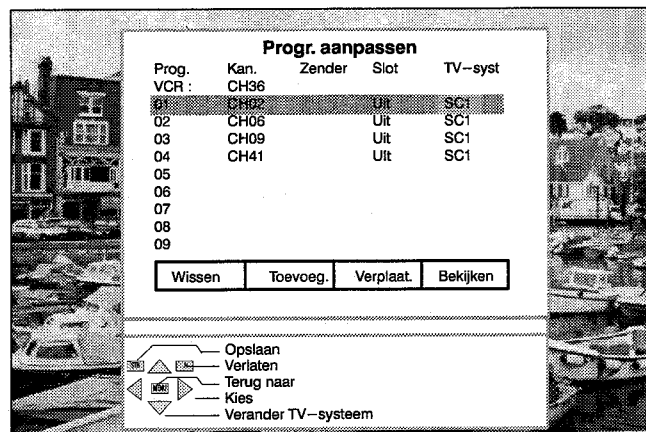 Progr. aanpassen
Prog. Kan. Zender Slot TV-syst
VCR : CH36
01 CH02 Uit SC1
02 CH06 Uit SC1
03 CH09 Uit SC1
04 CH41 Uit SC1
05
06
07
08
09
Wissen Toevoeg. Verplaat. Bekijken
Opslaan
Verlaten
Terug naar
Kies
Verander TV-systeem
MENU